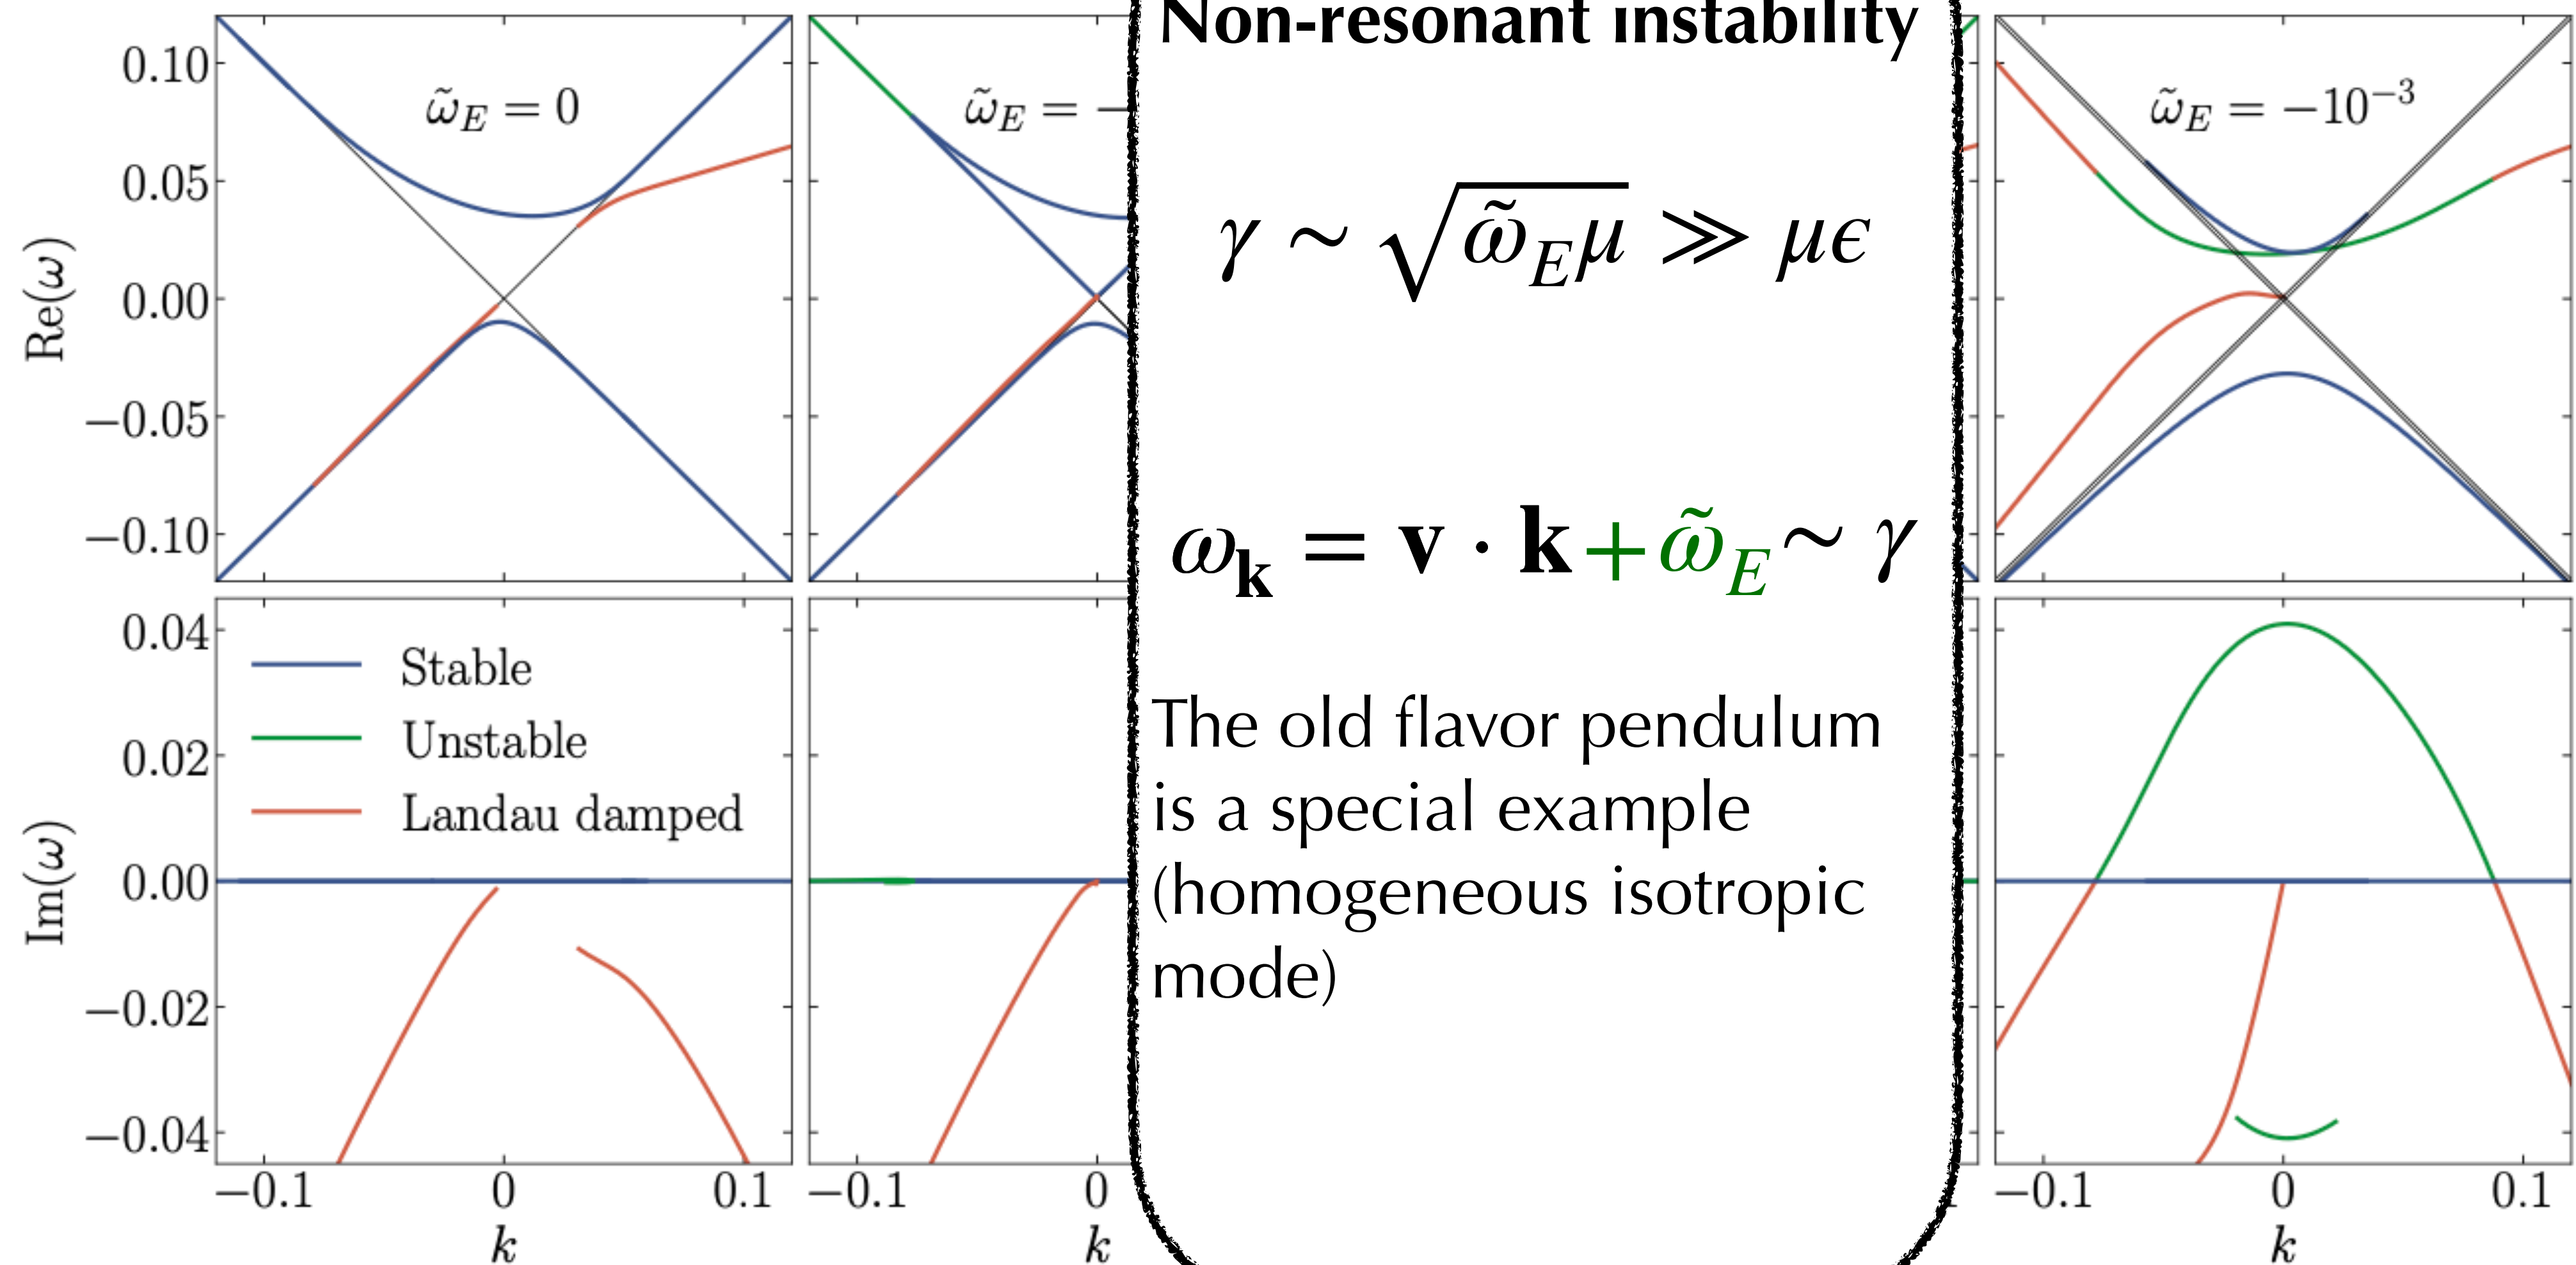 Non-resonant instability
γ ∼ √(ω̃_E μ) ≫ με
ω_k = v · k + ω̃_E ∼ γ
The old flavor pendulum
is a special example
(homogeneous isotropic
mode)
Re(ω)
0.10
0.05
0.00
−0.05
−0.10
ω̃_E = 0
ω̃_E = −
ω̃_E = −10⁻³
Im(ω)
0.04
0.02
0.00
−0.02
−0.04
Stable
Unstable
Landau damped
−0.1 0 0.1
−0.1 0
−0.1 0 0.1
k
k
k